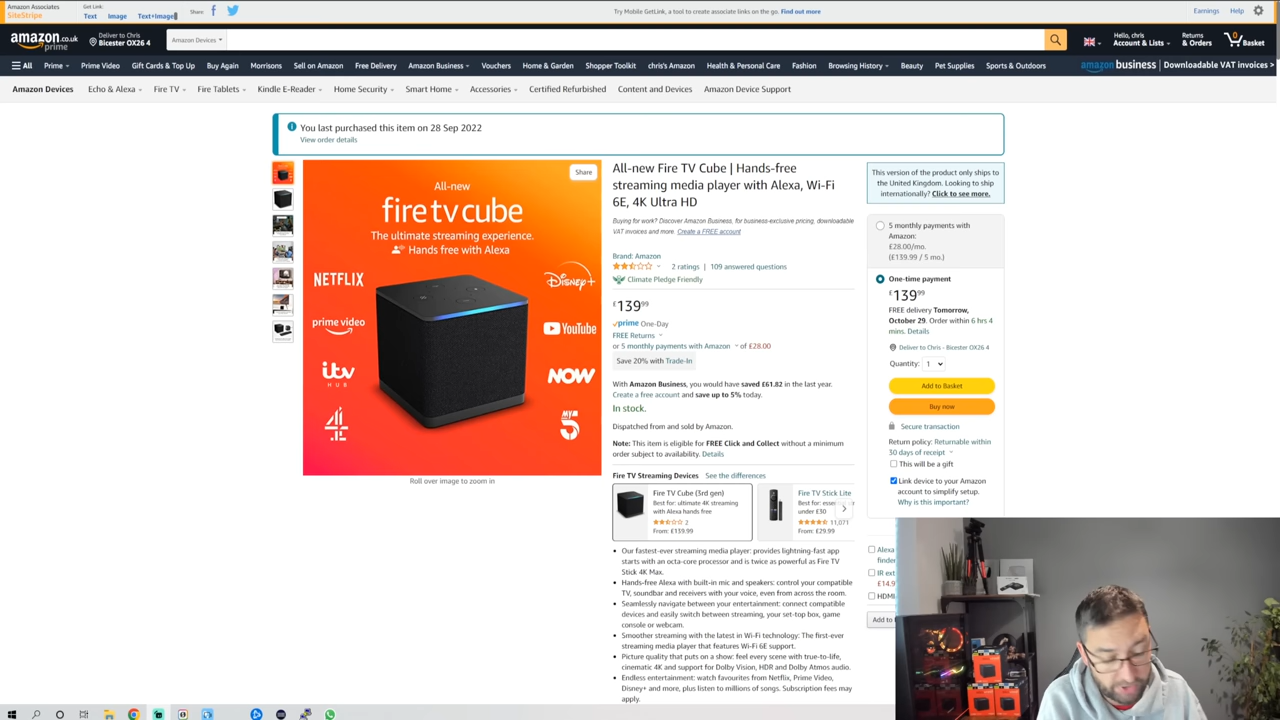 Amazon Associates
SiteStripe
Get Link:
Text Image Text+Image
Share:
Try Mobile GetLink, a tool to create associate links on the go. Find out more
Earnings Help
amazon.co.uk
prime
Deliver to Chris
Bicester OX26 4
Amazon Devices
Hello, chris
Account & Lists
Returns
& Orders
0
Basket
All Prime Prime Video Gift Cards & Top Up Buy Again Morrisons Sell on Amazon Free Delivery Amazon Business Vouchers Home & Garden Shopper Toolkit chris's Amazon Health & Personal Care Fashion Browsing History Beauty Pet Supplies Sports & Outdoors
amazon business | Downloadable VAT invoices >
Amazon Devices Echo & Alexa Fire TV Fire Tablets Kindle E-Reader Home Security Smart Home Accessories Certified Refurbished Content and Devices Amazon Device Support
You last purchased this item on 28 Sep 2022
View order details
Share
All-new
fire tv cube
The ultimate streaming experience.
Hands free with Alexa
NETFLIX
Disney+
prime video
YouTube
itv
HUB
NOW
4
MY
5
Roll over image to zoom in
All-new Fire TV Cube | Hands-free
streaming media player with Alexa, Wi-Fi
6E, 4K Ultra HD
Buying for work? Discover Amazon Business, for business-exclusive pricing, downloadable
VAT invoices and more. Create a FREE account
Brand: Amazon
2 ratings | 109 answered questions
Climate Pledge Friendly
£139.99
prime One-Day
FREE Returns
or 5 monthly payments with Amazon of £28.00
Save 20% with Trade-In
With Amazon Business, you would have saved £61.82 in the last year.
Create a free account and save up to 5% today.
In stock.
Dispatched from and sold by Amazon.
Note: This item is eligible for FREE Click and Collect without a minimum
order subject to availability. Details
Fire TV Streaming Devices See the differences
Fire TV Cube (3rd gen)
Best for: ultimate 4K streaming
with Alexa hands free
2
From: £139.99
Fire TV Stick Lite
under £30
11,071
From: £29.99
• Our fastest-ever streaming media player: provides lightning-fast app
starts with an octa-core processor and is twice as powerful as Fire TV
Stick 4K Max.
• Hands-free Alexa with built-in mic and speakers: control your compatible
TV, soundbar and receivers with your voice, even from across the room.
• Seamlessly navigate between your entertainment: connect compatible
devices and easily switch between streaming, your set-top box, game
console or webcam.
• Smoother streaming with the latest in Wi-Fi technology: The first-ever
streaming media player that features Wi-Fi 6E support.
• Picture quality that puts on a show: feel every scene with true-to-life,
cinematic 4K and support for Dolby Vision, HDR and Dolby Atmos audio.
• Endless entertainment: watch favourites from Netflix, Prime Video,
Disney+ and more, plus listen to millions of songs. Subscription fees may
apply.
This version of the product only ships to
the United Kingdom. Looking to ship
internationally? Click to see more.
5 monthly payments with
Amazon:
£28.00/mo.
(£139.99 / 5 mo.)
One-time payment
£139.99
FREE delivery Tomorrow,
October 29. Order within 6 hrs 4
mins. Details
Deliver to Chris - Bicester OX26 4
Quantity: 1
Add to Basket
Buy now
Secure transaction
Return policy: Returnable within
30 days of receipt
This will be a gift
Link device to your Amazon
account to simplify setup.
Why is this important?
Alexa
finder
IR ext
£14.9
HDMI
Add to